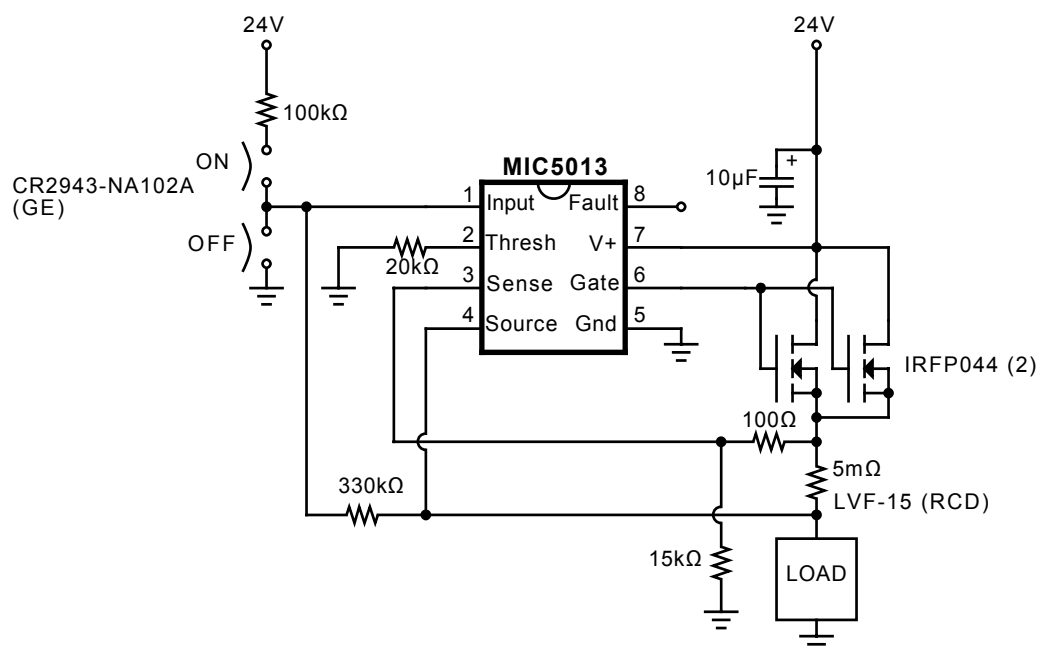 24V
24V
100kΩ
ON
MIC5013
CR2943-NA102A
(GE)
10µF
+
1
Input
Fault
8
OFF
2
Thresh
V+
7
20kΩ
3
Sense
Gate
6
4
Source
Gnd
5
IRFP044 (2)
100Ω
5mΩ
330kΩ
LVF-15 (RCD)
15kΩ
LOAD